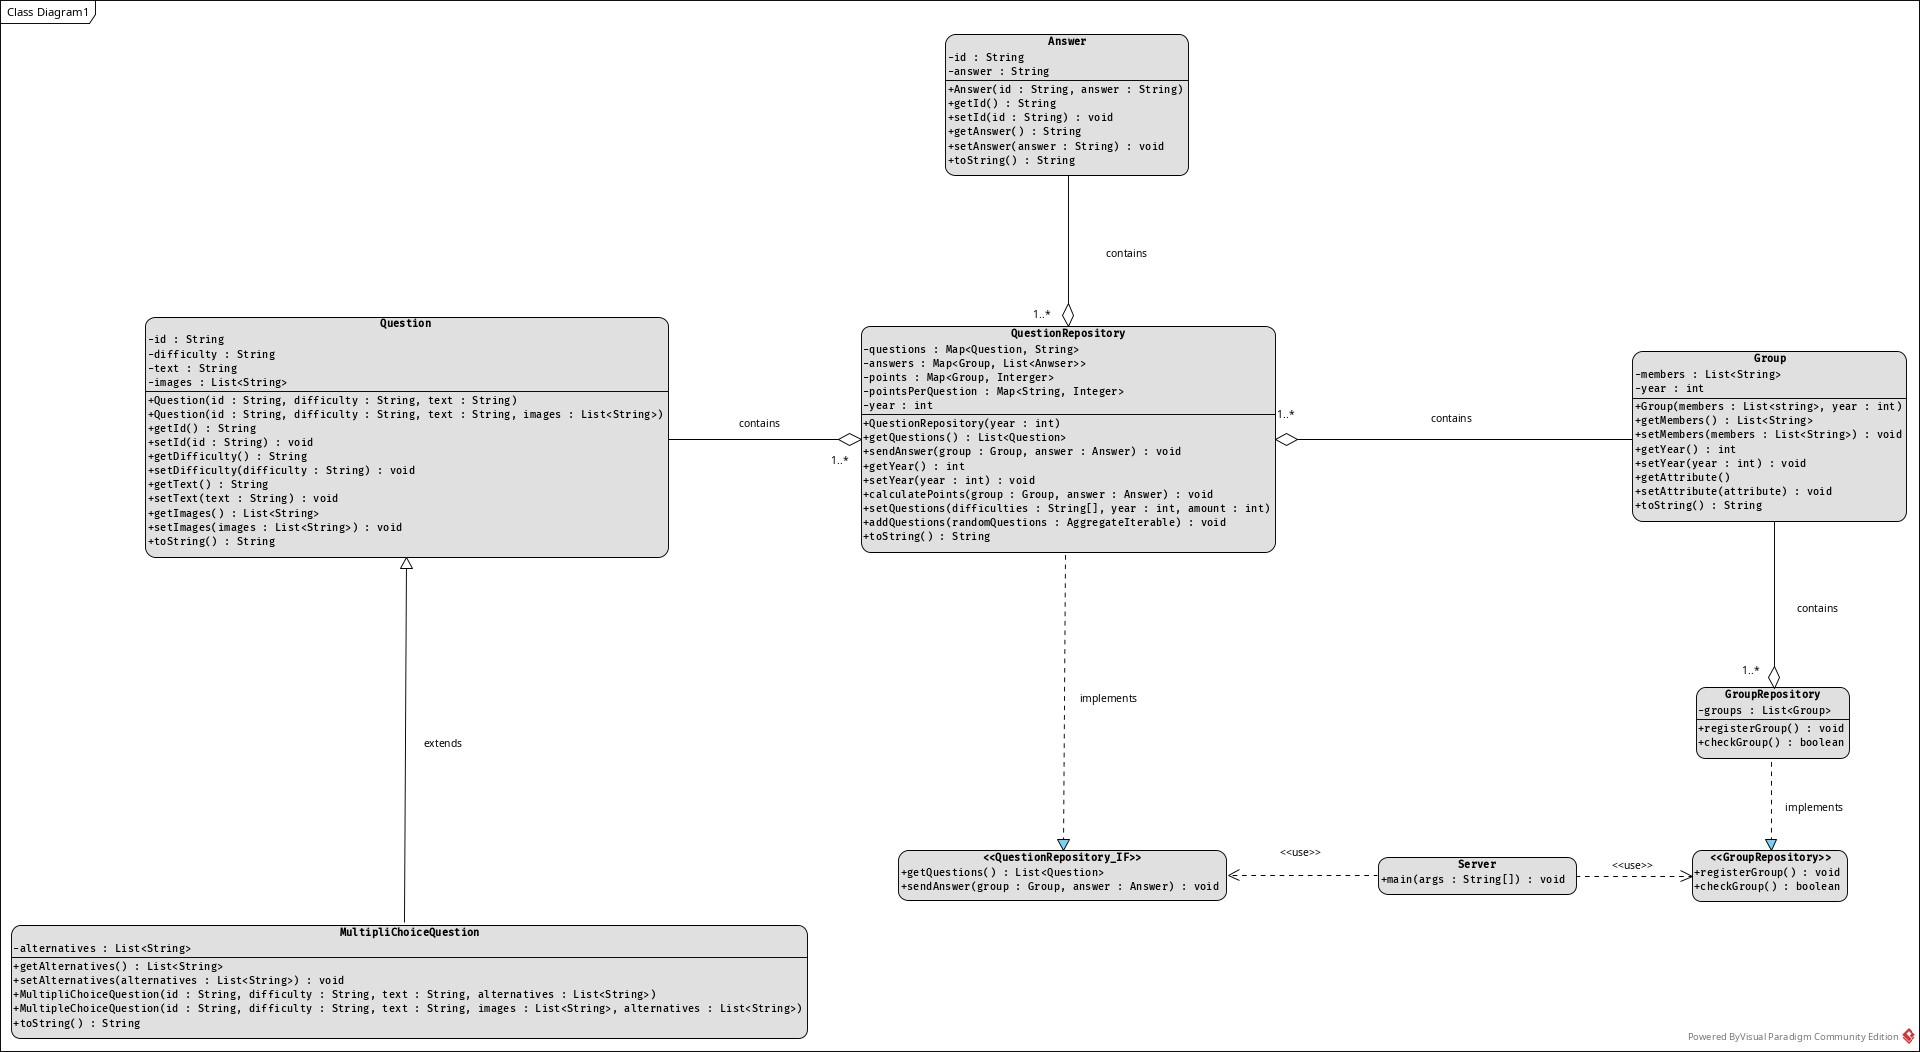 Class Diagram1
Answer
-id : String
-answer : String
+Answer(id : String, answer : String)
+getId() : String
+setId(id : String) : void
+getAnswer() : String
+setAnswer(answer : String) : void
+toString() : String
contains
1..*
Question
-id : String
-difficulty : String
-text : String
-images : List<String>
+Question(id : String, difficulty : String, text : String)
+Question(id : String, difficulty : String, text : String, images : List<String>)
+getId() : String
+setId(id : String) : void
+getDifficulty() : String
+setDifficulty(difficulty : String) : void
+getText() : String
+setText(text : String) : void
+getImages() : List<String>
+setImages(images : List<String>) : void
+toString() : String
contains
1..*
QuestionRepository
-questions : Map<Question, String>
-answers : Map<Group, List<Anwser>>
-points : Map<Group, Interger>
-pointsPerQuestion : Map<String, Integer>
-year : int
+QuestionRepository(year : int)
+getQuestions() : List<Question>
+sendAnswer(group : Group, answer : Answer) : void
+getYear() : int
+setYear(year : int) : void
+calculatePoints(group : Group, answer : Answer) : void
+setQuestions(difficulties : String[], year : int, amount : int)
+addQuestions(randomQuestions : AggregateIterable) : void
+toString() : String
1..*
contains
Group
-members : List<String>
-year : int
+Group(members : List<string>, year : int)
+getMembers() : List<String>
+setMembers(members : List<String>) : void
+getYear() : int
+setYear(year : int) : void
+getAttribute()
+setAttribute(attribute) : void
+toString() : String
contains
1..*
GroupRepository
-groups : List<Group>
+registerGroup() : void
+checkGroup() : boolean
implements
extends
implements
<<QuestionRepository_IF>>
+getQuestions() : List<Question>
+sendAnswer(group : Group, answer : Answer) : void
<<use>>
Server
+main(args : String[]) : void
<<use>>
<<GroupRepository>>
+registerGroup() : void
+checkGroup() : boolean
MultipliChoiceQuestion
-alternatives : List<String>
+getAlternatives() : List<String>
+setAlternatives(alternatives : List<String>) : void
+MultipliChoiceQuestion(id : String, difficulty : String, text : String, alternatives : List<String>)
+MultipleChoiceQuestion(id : String, difficulty : String, text : String, images : List<String>, alternatives : List<String>)
+toString() : String
Powered ByVisual Paradigm Community Edition